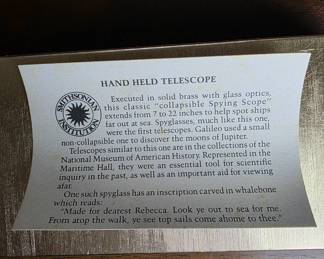 HAND HELD TELESCOPE
SMITHSONIAN
INSTITUTION
Executed in solid brass with glass optics,
this classic "collapsible Spying Scope"
extends from 7 to 22 inches to help spot ships
far out at sea. Spyglasses, much like this one,
were the first telescopes. Galileo used a small
non-collapsible one to discover the moons of Jupiter.
Telescopes similar to this one are in the collections of the
National Museum of American History. Represented in the
Maritime Hall, they were an essential tool for scientific
inquiry in the past, as well as an important aid for viewing
afar.
One such spyglass has an inscription carved in whalebone
which reads:
"Made for dearest Rebecca. Look ye out to sea for me
From atop the walk, ye see top sails come ahome to thee."